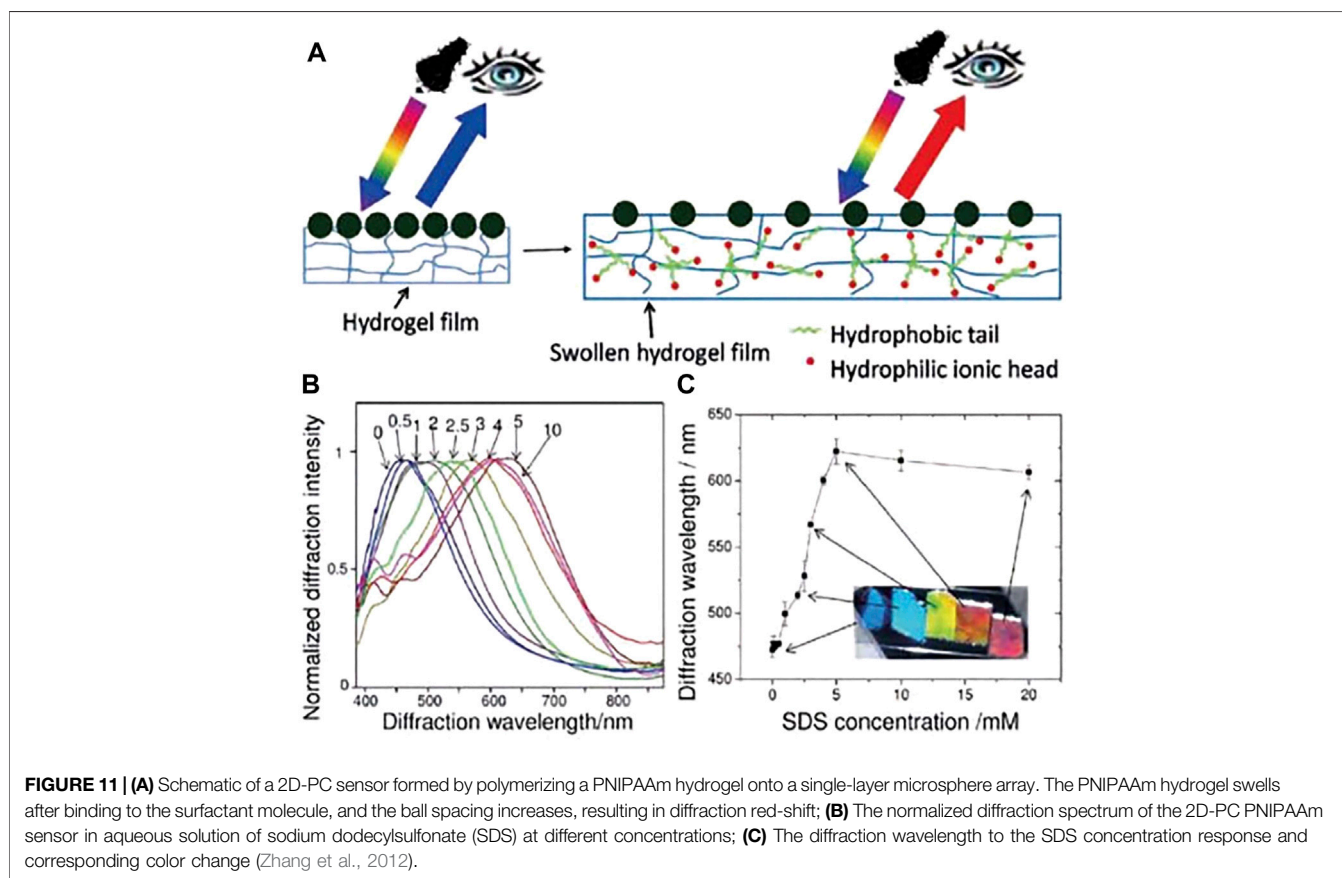 A
Hydrogel film
Swollen hydrogel film
Hydrophobic tail
Hydrophilic ionic head
B
0 0.5 1 2 2.5 3 4 5 10
1
0.5
0
Normalized diffraction intensity
400 500 600 700 800
Diffraction wavelength/nm
C
650
600
550
500
450
Diffraction wavelength / nm
0 5 10 15 20
SDS concentration /mM
FIGURE 11 | (A) Schematic of a 2D-PC sensor formed by polymerizing a PNIPAAm hydrogel onto a single-layer microsphere array. The PNIPAAm hydrogel swells
after binding to the surfactant molecule, and the ball spacing increases, resulting in diffraction red-shift; (B) The normalized diffraction spectrum of the 2D-PC PNIPAAm
sensor in aqueous solution of sodium dodecylsulfonate (SDS) at different concentrations; (C) The diffraction wavelength to the SDS concentration response and
corresponding color change (Zhang et al., 2012).